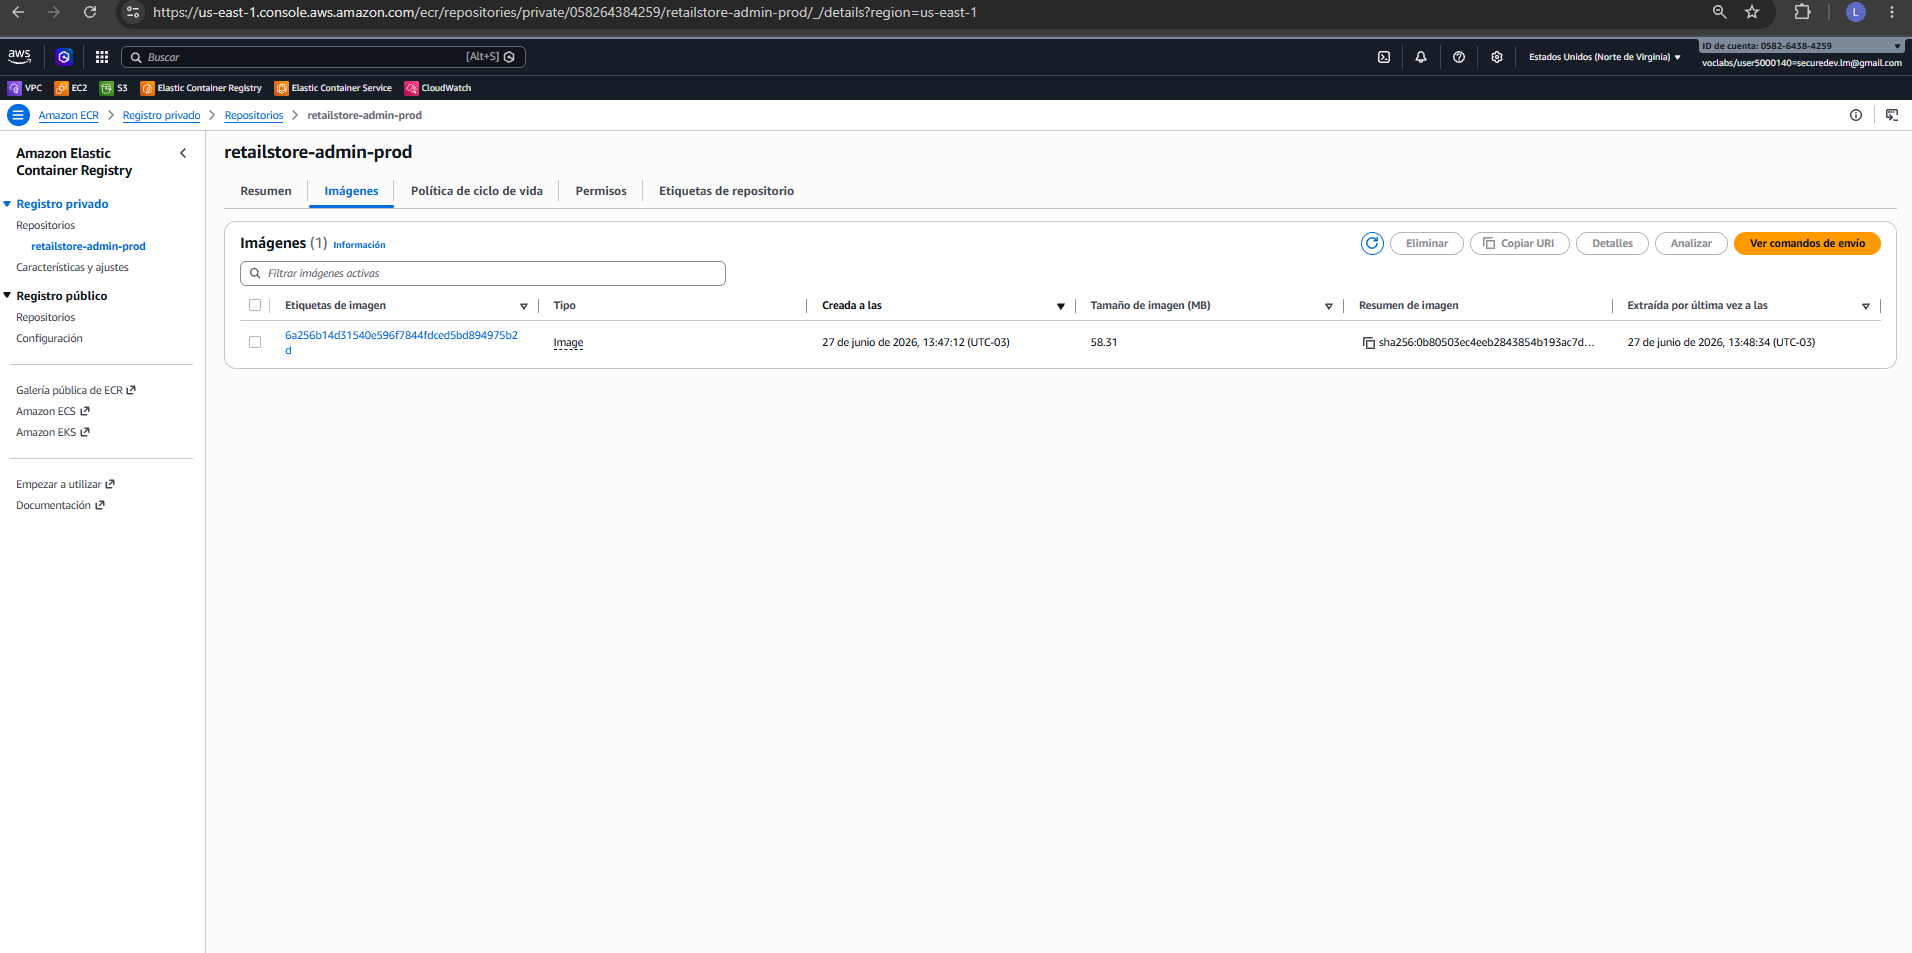 https://us-east-1.console.aws.amazon.com/ecr/repositories/private/058264384259/retailstore-admin-prod/_/details?region=us-east-1
L
aws
Buscar
[Alt+S]
Estados Unidos (Norte de Virginia)
ID de cuenta: 0582-6438-4259
voclabs/user5000140=securedev.lm@gmail.com
VPC EC2 S3 Elastic Container Registry Elastic Container Service CloudWatch
Amazon ECR > Registro privado > Repositorios > retailstore-admin-prod
Amazon Elastic
Container Registry
Registro privado
Repositorios
retailstore-admin-prod
Características y ajustes
Registro público
Repositorios
Configuración
Galería pública de ECR
Amazon ECS
Amazon EKS
Empezar a utilizar
Documentación
retailstore-admin-prod
Resumen Imágenes Política de ciclo de vida Permisos Etiquetas de repositorio
Imágenes (1) Información
Eliminar Copiar URI Detalles Analizar Ver comandos de envío
Filtrar imágenes activas
Etiquetas de imagen Tipo Creada a las Tamaño de imagen (MB) Resumen de imagen Extraída por última vez a las
6a256b14d31540e596f7844fdced5bd894975b2
d
Image
27 de junio de 2026, 13:47:12 (UTC-03)
58.31
sha256:0b80503ec4eeb2843854b193ac7d...
27 de junio de 2026, 13:48:34 (UTC-03)